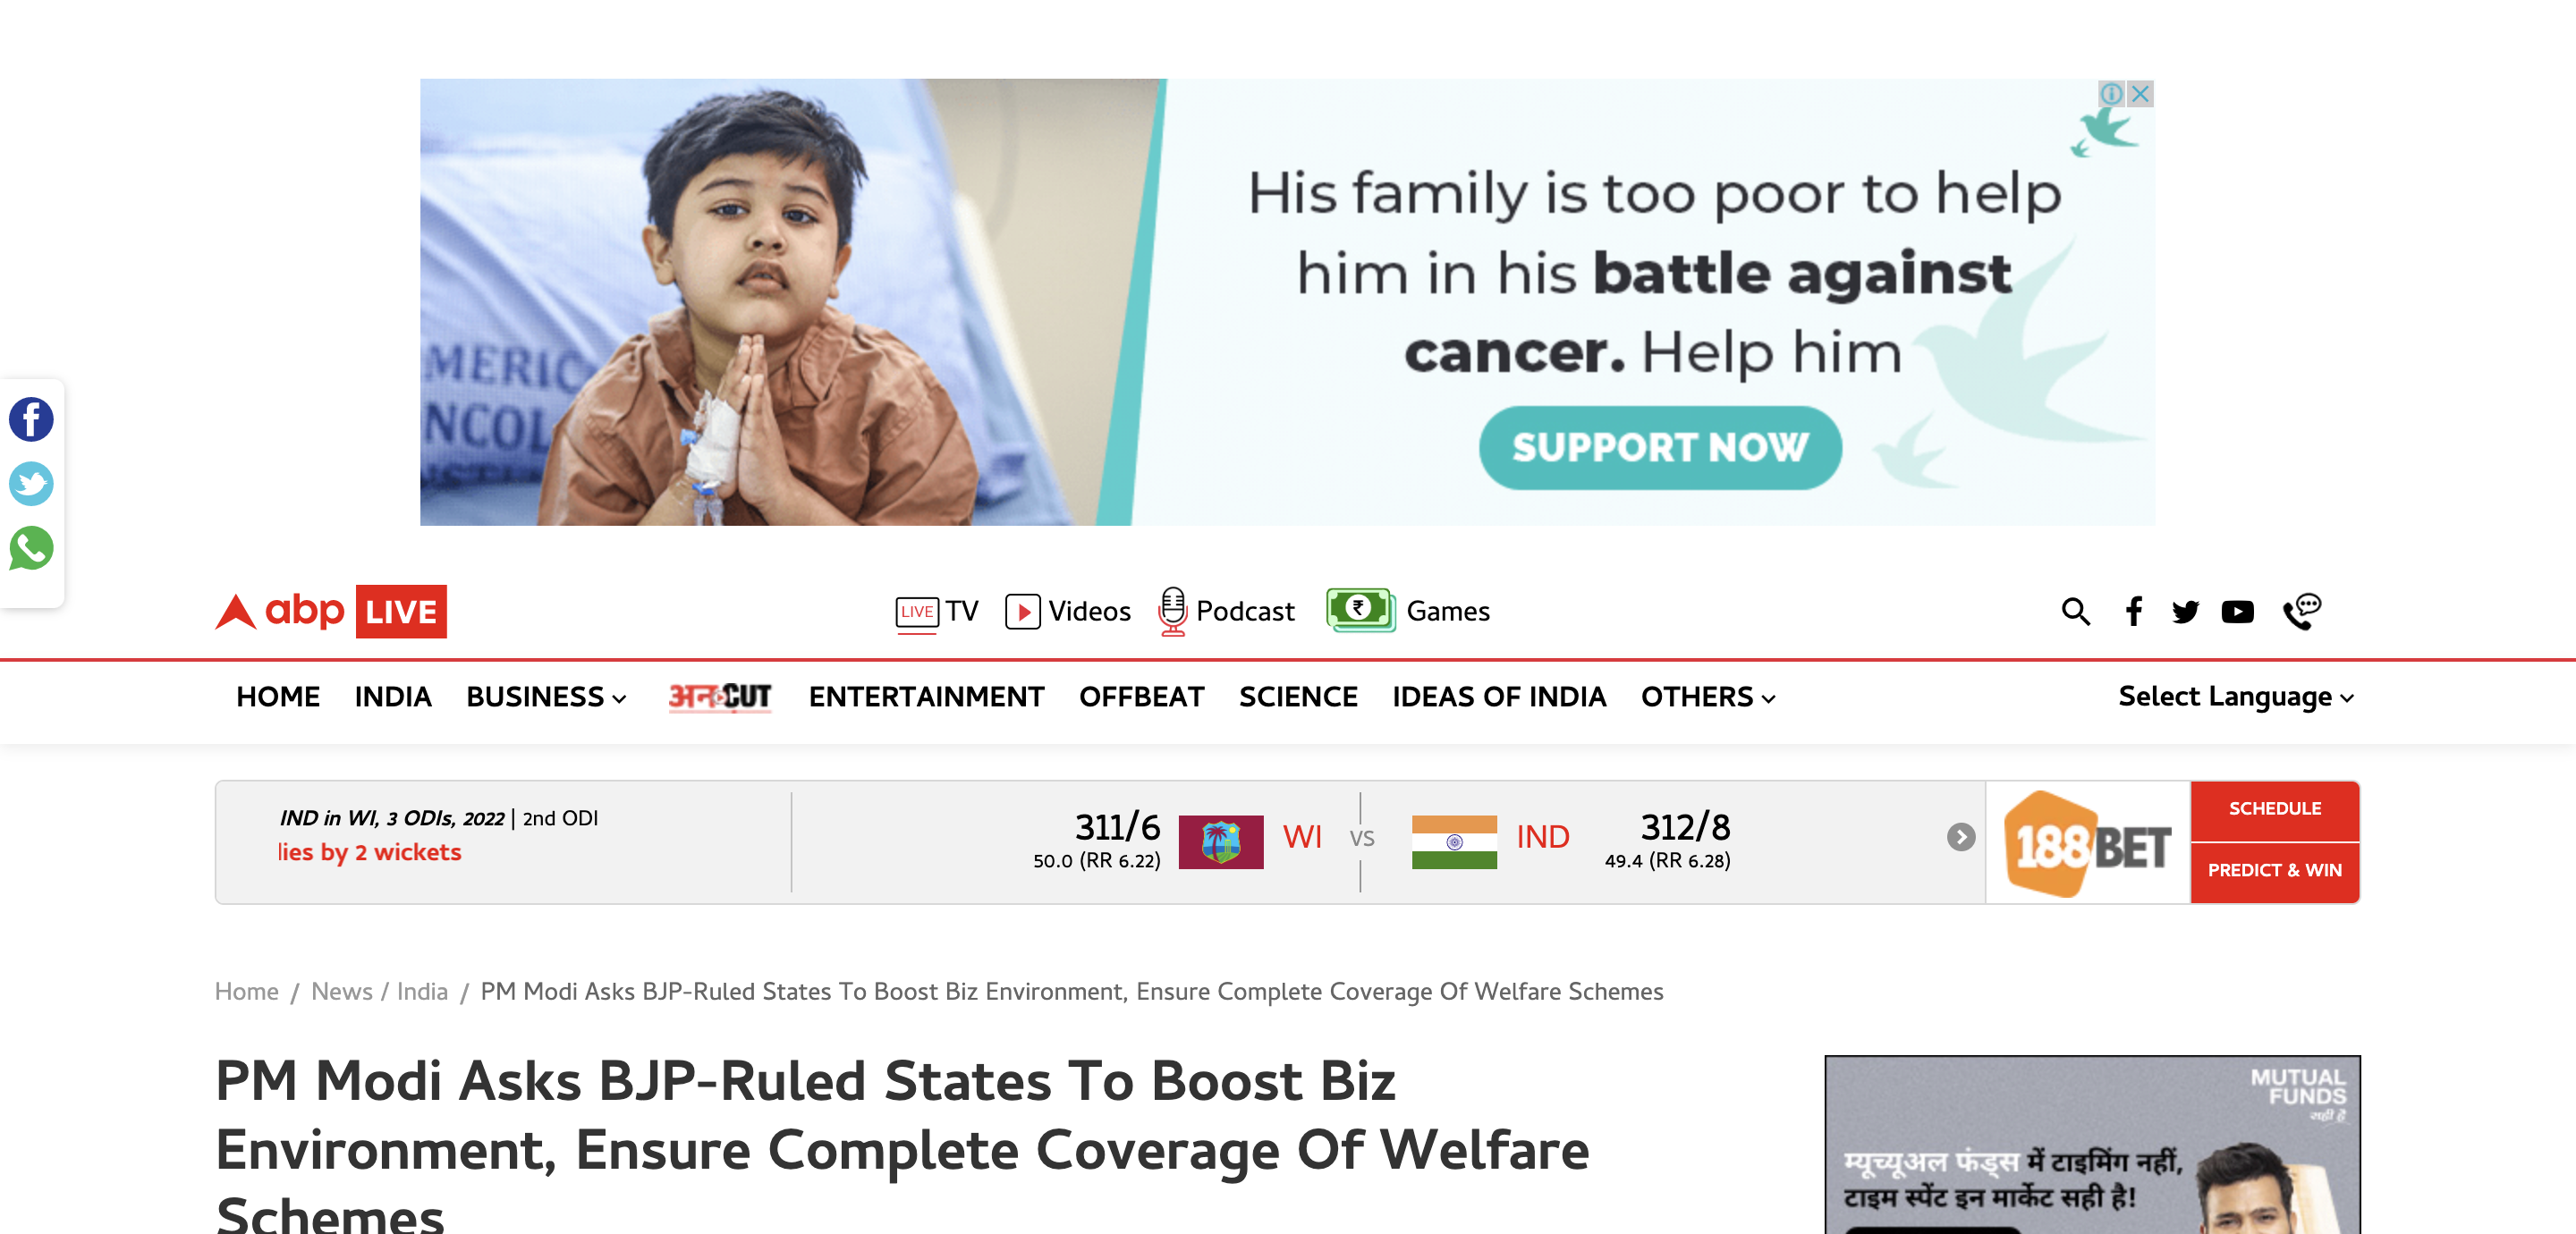 His family is too poor to help
him in his battle against
cancer. Help him
SUPPORT NOW
MERIC
NCOL
abp LIVE
LIVE TV Videos Podcast ₹ Games
HOME INDIA BUSINESS अनCUT ENTERTAINMENT OFFBEAT SCIENCE IDEAS OF INDIA OTHERS Select Language
IND in WI, 3 ODIs, 2022 | 2nd ODI
lies by 2 wickets
311/6
50.0 (RR 6.22)
WI
VS
IND
312/8
49.4 (RR 6.28)
188BET
SCHEDULE
PREDICT & WIN
Home / News / India / PM Modi Asks BJP-Ruled States To Boost Biz Environment, Ensure Complete Coverage Of Welfare Schemes
PM Modi Asks BJP-Ruled States To Boost Biz
Environment, Ensure Complete Coverage Of Welfare
Schemes
MUTUAL
FUNDS
सही है
म्यूच्यूअल फंड्स में टाइमिंग नहीं,
टाइम स्पेंट इन मार्केट सही है!